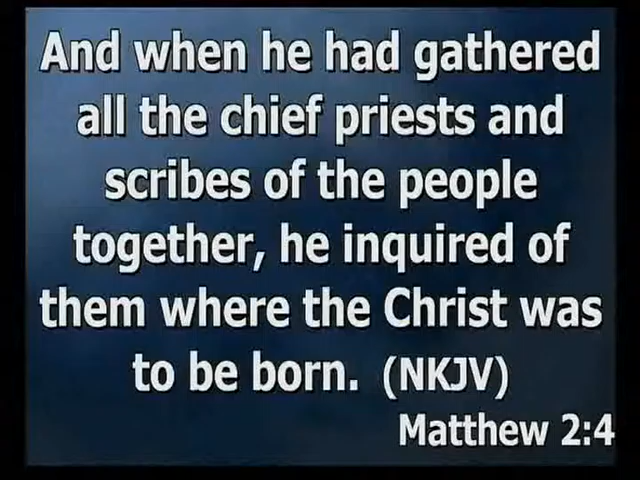 And when he had gathered
all the chief priests and
scribes of the people
together, he inquired of
them where the Christ was
to be born. (NKJV)
Matthew 2:4